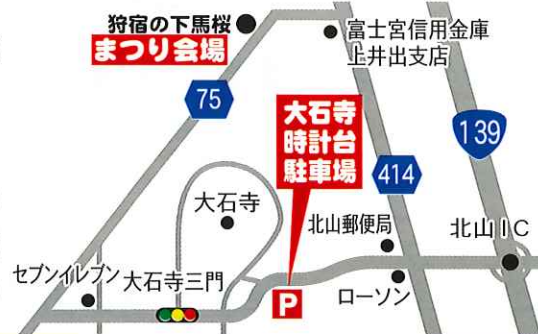 狩宿の下馬桜
まつり会場
富士宮信用金庫
上井出支店
75
大石寺
時計台
駐車場
139
414
大石寺
北山郵便局
北山IC
セブンイレブン
大石寺三門
P
ローソン